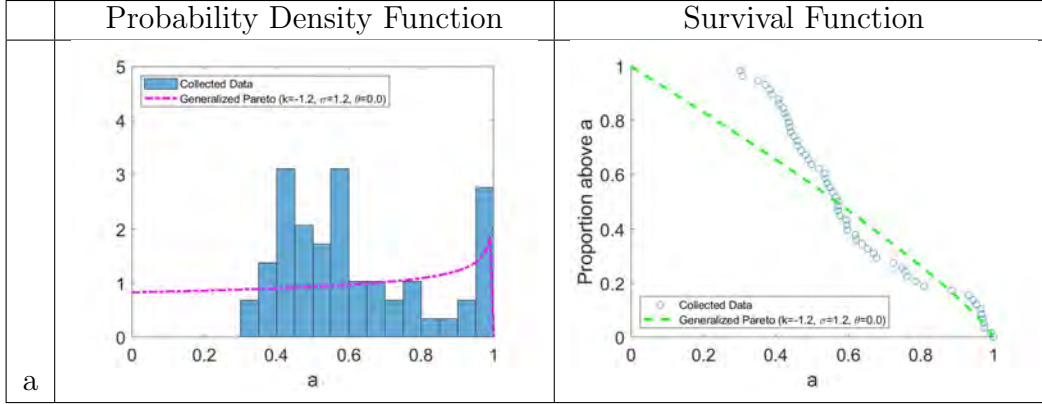 Probability Density Function
Survival Function
a
5
4
3
2
1
0
0
0.2
0.4
0.6
0.8
1
a
Collected Data
Generalized Pareto (k=-1.2, σ=1.2, θ=0.0)
Proportion above a
1
0.8
0.6
0.4
0.2
0
0
0.2
0.4
0.6
0.8
1
a
Collected Data
Generalized Pareto (k=-1.2, σ=1.2, θ=0.0)